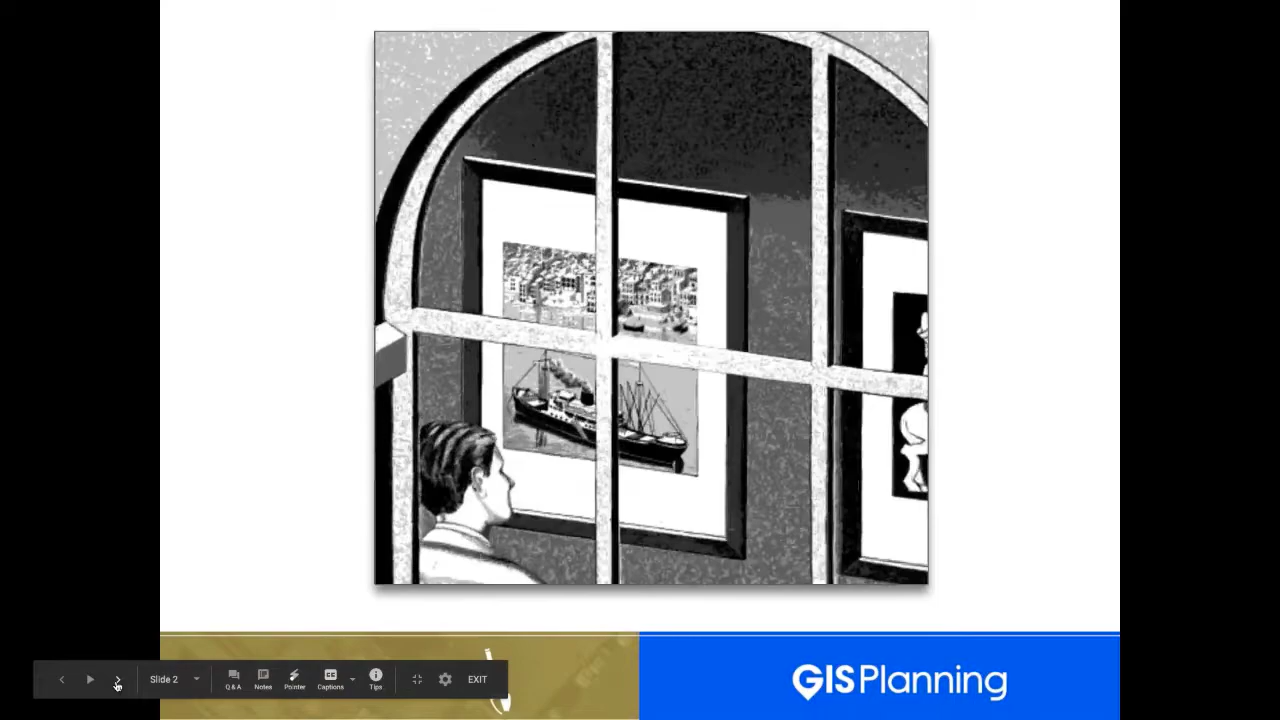 Slide 2
Q & A
Notes
Pointer
Captions
Tips
EXIT
GISPlanning